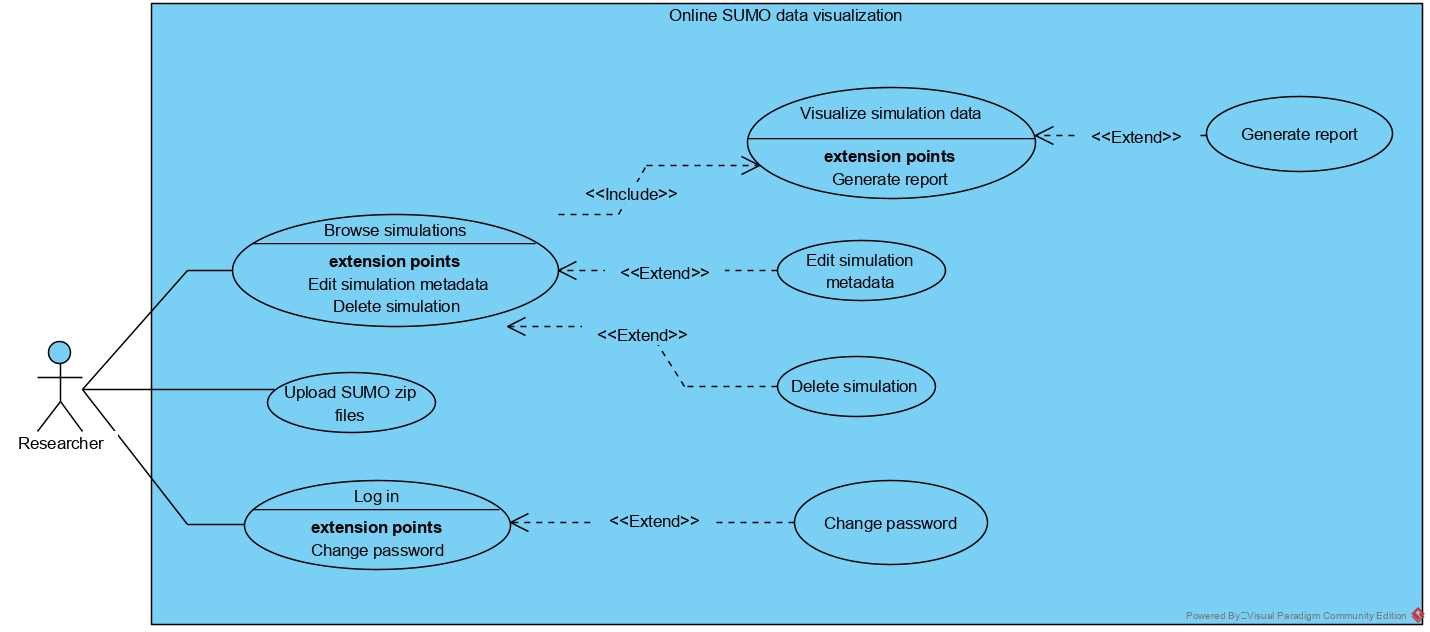 Online SUMO data visualization
Visualize simulation data
extension points
Generate report
<<Extend>>
Generate report
<<Include>>
Browse simulations
extension points
Edit simulation metadata
Delete simulation
<<Extend>>
Edit simulation
metadata
<<Extend>>
Delete simulation
Upload SUMO zip
files
Researcher
Log in
extension points
Change password
<<Extend>>
Change password
Powered By Visual Paradigm Community Edition